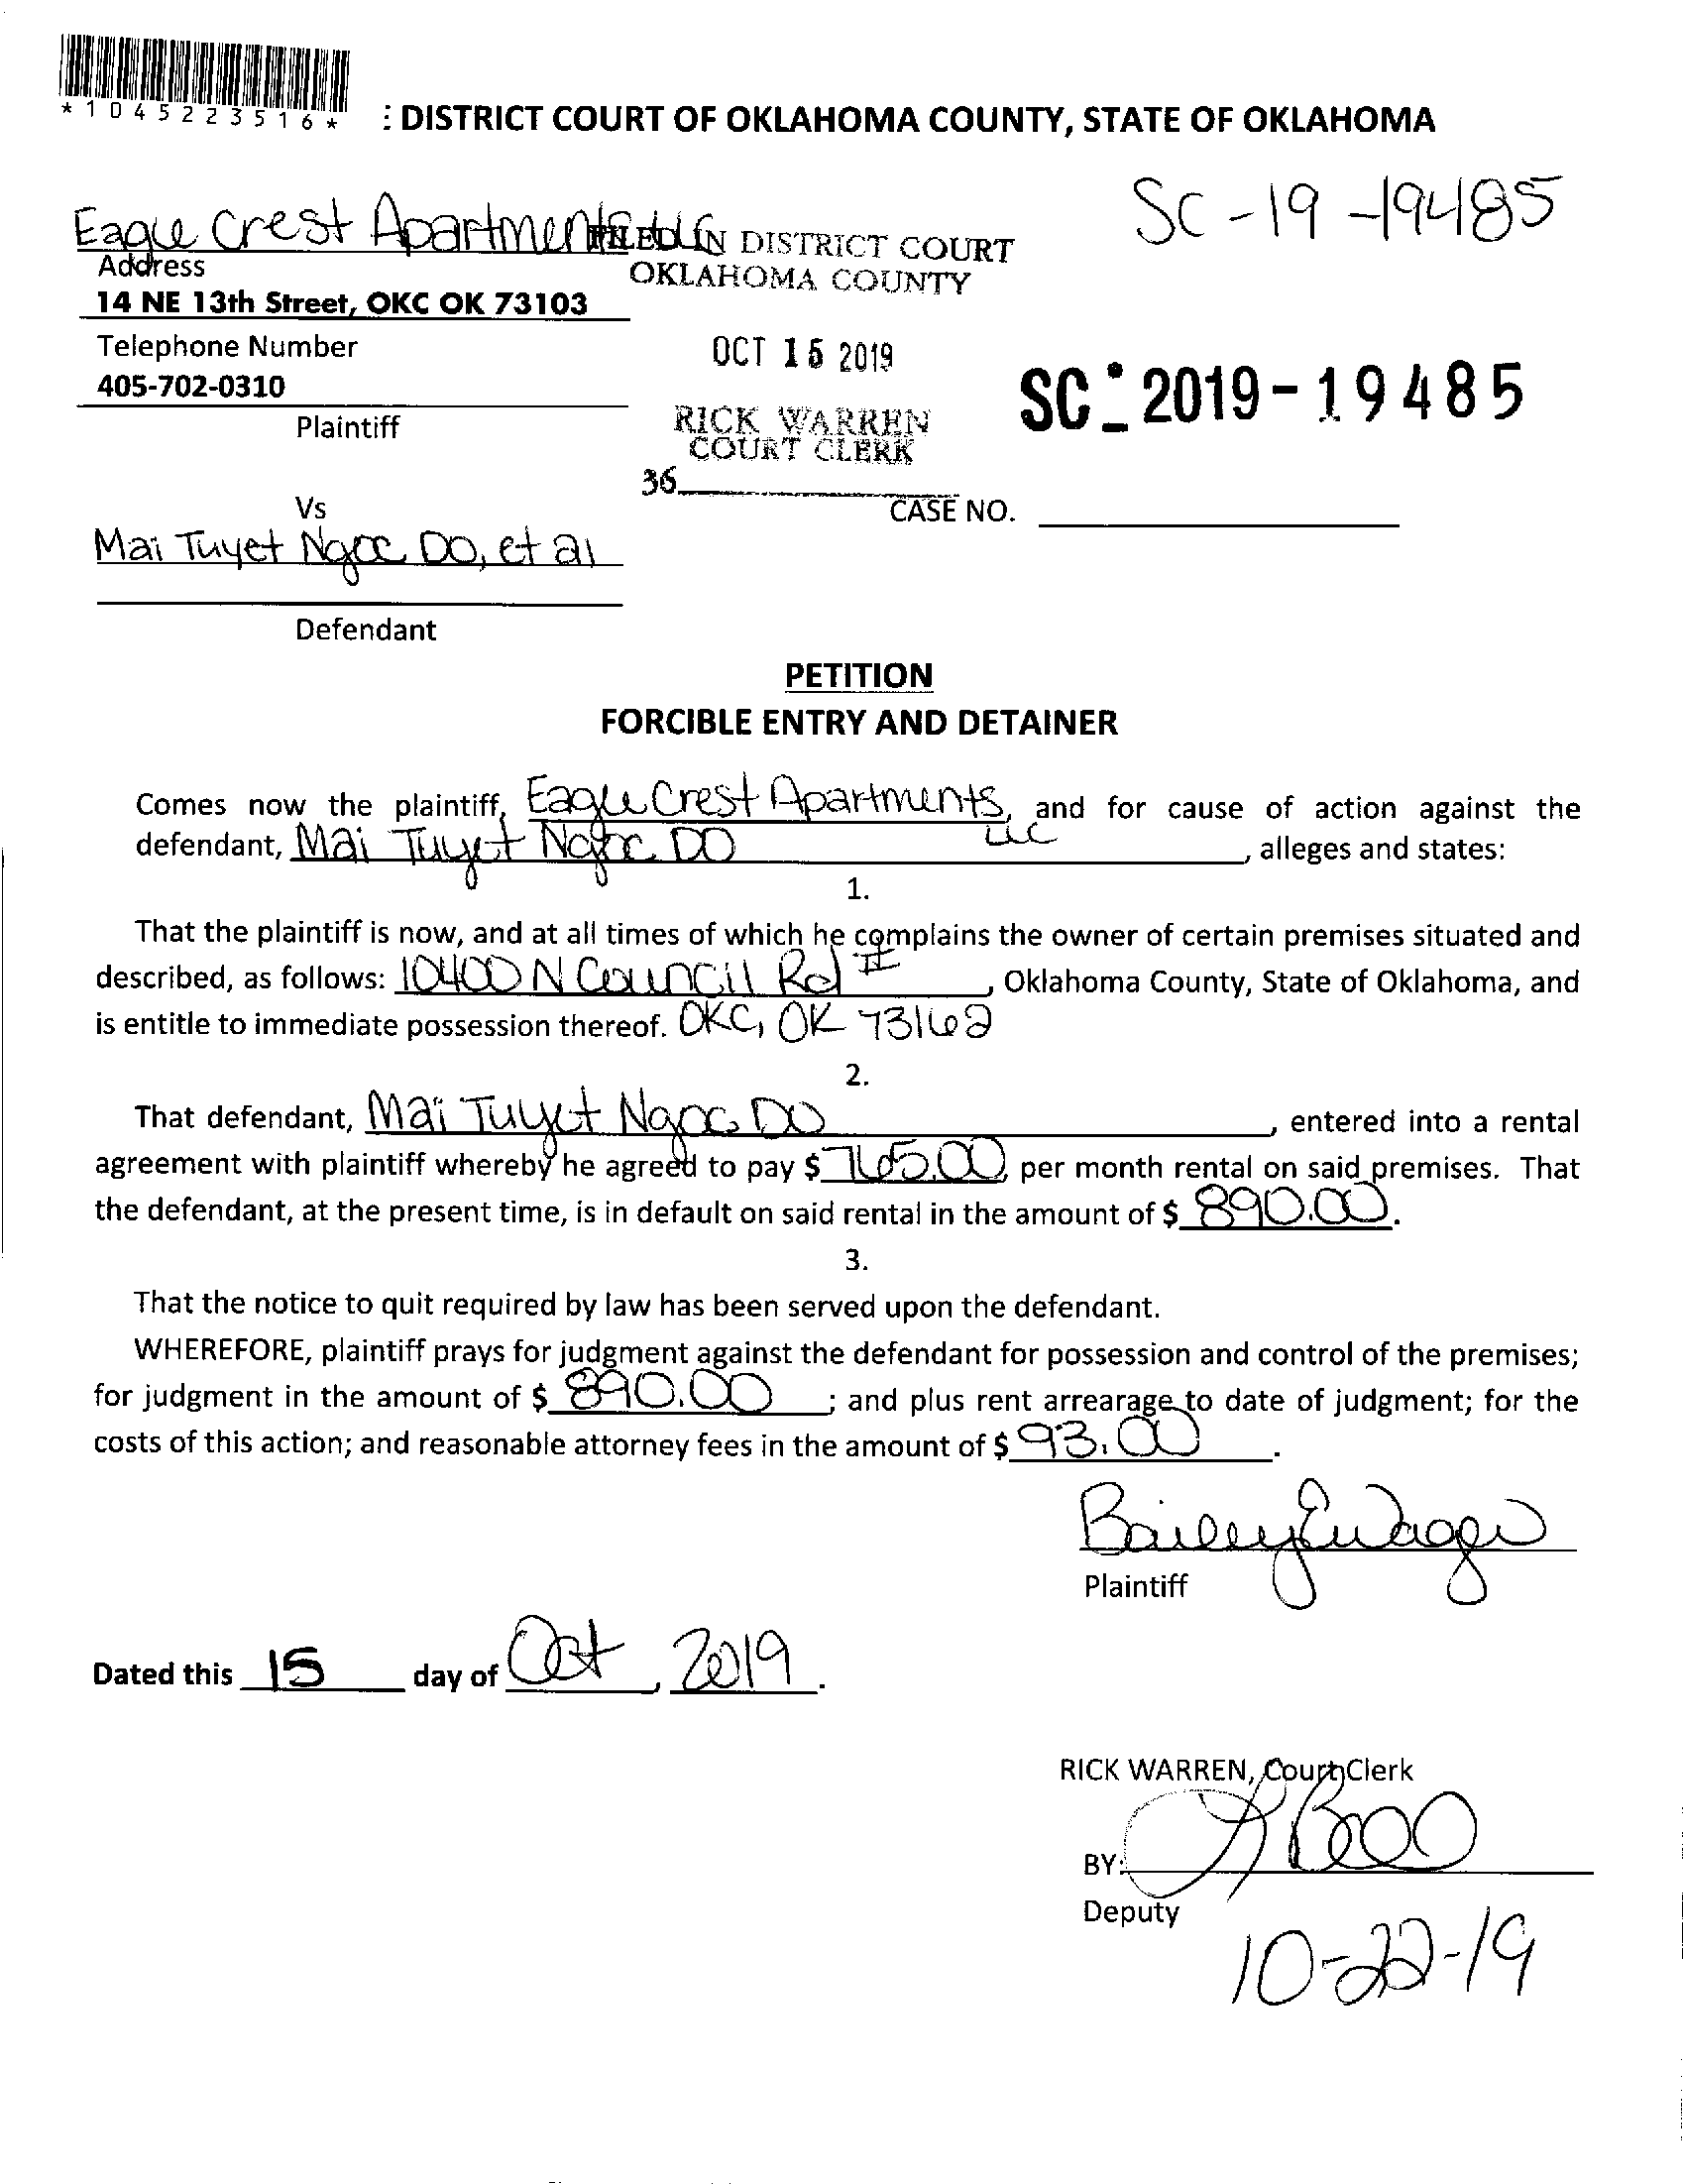 *1045223516*
: DISTRICT COURT OF OKLAHOMA COUNTY, STATE OF OKLAHOMA
SC-19-19485
Eagle Crest Apartments LLC
FILED IN DISTRICT COURT
OKLAHOMA COUNTY
Address
14 NE 13th Street, OKC OK 73103
Telephone Number
405-702-0310
OCT 15 2019
SC-2019-19485
Plaintiff
RICK WARREN
COURT CLERK
36
Vs
CASE NO.
Mai Tuyet Ngoc Do, et al
Defendant
PETITION
FORCIBLE ENTRY AND DETAINER
Comes now the plaintiff, Eagle Crest Apartments, LLC and for cause of action against the
defendant, Mai Tuyet Ngoc DO, alleges and states:
1.
That the plaintiff is now, and at all times of which he complains the owner of certain premises situated and
described, as follows: 10400 N Council Rd #, Oklahoma County, State of Oklahoma, and
is entitle to immediate possession thereof. OKC, OK 73162
2.
That defendant, Mai Tuyet Ngoc DO, entered into a rental
agreement with plaintiff whereby he agreed to pay $ 765.00, per month rental on said premises. That
the defendant, at the present time, is in default on said rental in the amount of $ 890.00.
3.
That the notice to quit required by law has been served upon the defendant.
WHEREFORE, plaintiff prays for judgment against the defendant for possession and control of the premises;
for judgment in the amount of $ 890.00; and plus rent arrearage to date of judgment; for the
costs of this action; and reasonable attorney fees in the amount of $ 93.00.
Plaintiff
Dated this 15 day of Oct, 2019.
RICK WARREN, Court Clerk
BY:
Deputy
10-22-19